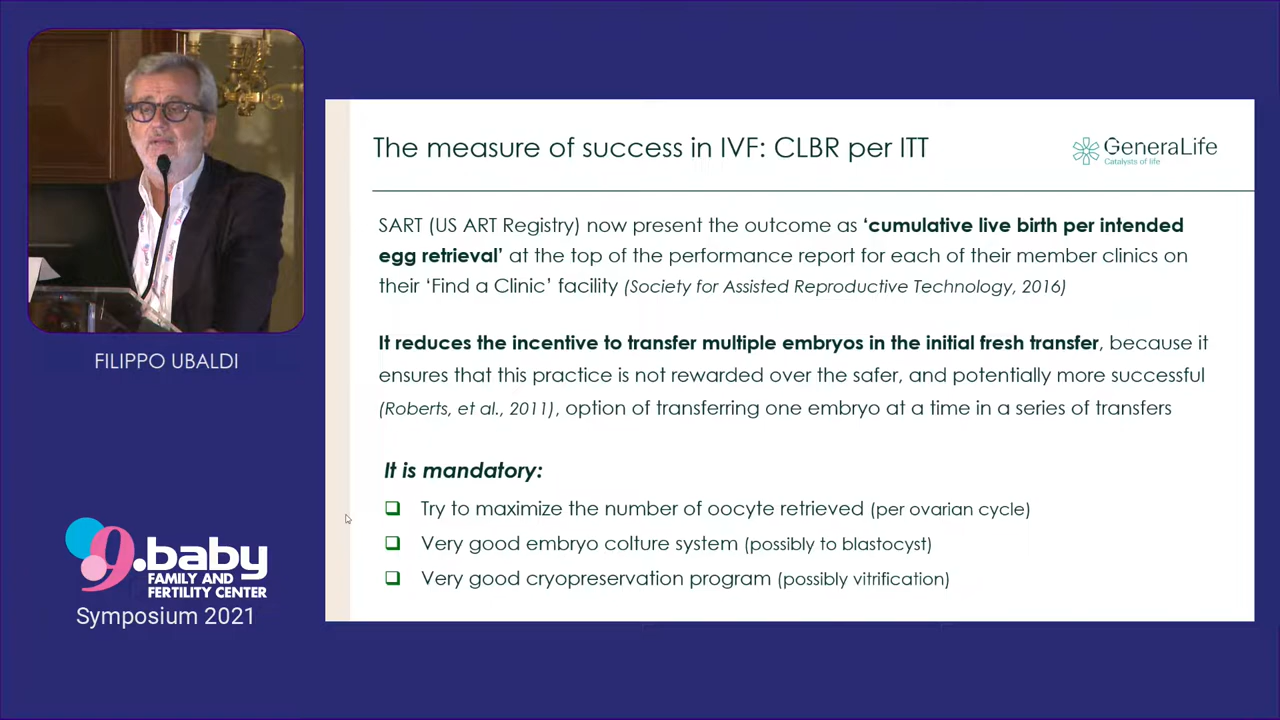 The measure of success in IVF: CLBR per ITT
GeneraLife
Catalysts of life
SART (US ART Registry) now present the outcome as ‘cumulative live birth per intended
egg retrieval’ at the top of the performance report for each of their member clinics on
their ‘Find a Clinic’ facility (Society for Assisted Reproductive Technology, 2016)
It reduces the incentive to transfer multiple embryos in the initial fresh transfer, because it
ensures that this practice is not rewarded over the safer, and potentially more successful
(Roberts, et al., 2011), option of transferring one embryo at a time in a series of transfers
It is mandatory:
Try to maximize the number of oocyte retrieved (per ovarian cycle)
Very good embryo colture system (possibly to blastocyst)
Very good cryopreservation program (possibly vitrification)
FILIPPO UBALDI
9.baby
FAMILY AND
FERTILITY CENTER
Symposium 2021